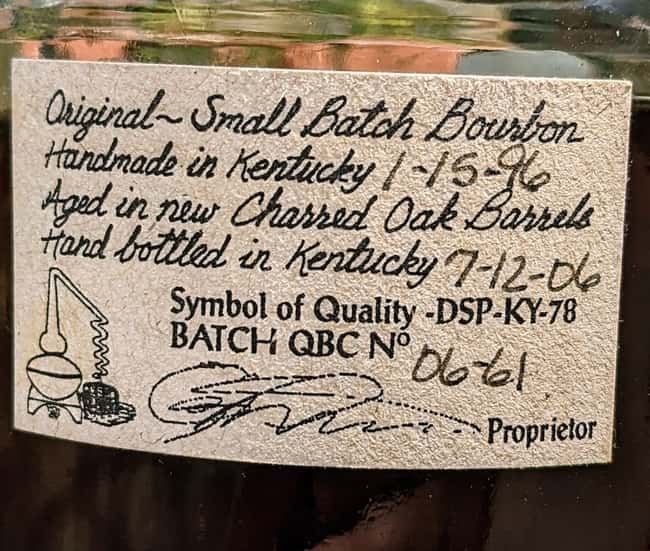 Original~ Small Batch Bourbon
Handmade in Kentucky 1-15-96
Aged in new Charred Oak Barrels
Hand bottled in Kentucky 7-12-06
Symbol of Quality -DSP-KY-78
BATCH QBC Nº 06-61
Proprietor